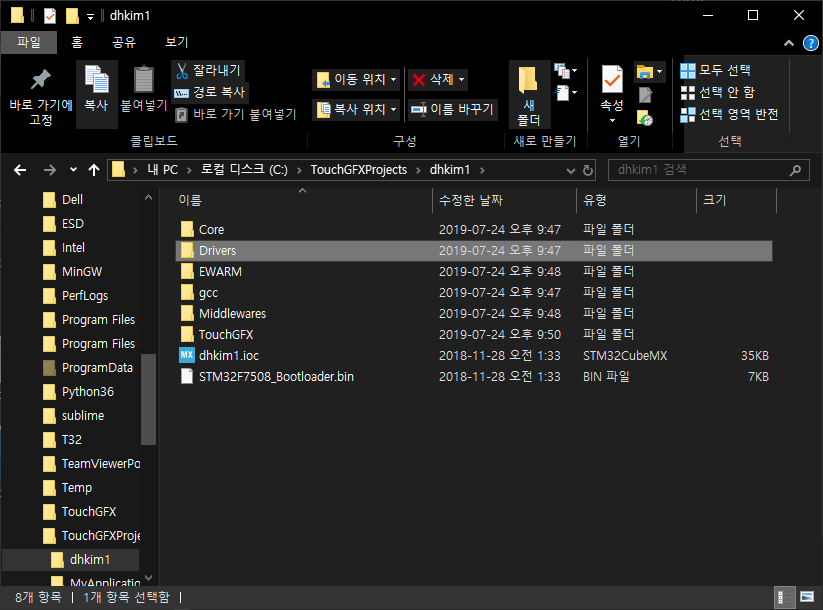 dhkim1
파일 홈 공유 보기
바로 가기에 고정
복사
붙여넣기
잘라내기
경로 복사
바로 가기 붙여넣기
클립보드
이동 위치
복사 위치
삭제
이름 바꾸기
구성
새 폴더
새로 만들기
속성
열기
모두 선택
선택 안 함
선택 영역 반전
선택
내 PC > 로컬 디스크 (C:) > TouchGFXProjects > dhkim1 >
dhkim1 검색
Dell
ESD
Intel
MinGW
PerfLogs
Program Files
Program Files
ProgramData
Python36
sublime
T32
TeamViewerPo
Temp
TouchGFX
TouchGFXProje
dhkim1
MyApplicatio
이름 수정한 날짜 유형 크기
Core 2019-07-24 오후 9:47 파일 폴더
Drivers 2019-07-24 오후 9:47 파일 폴더
EWARM 2019-07-24 오후 9:48 파일 폴더
gcc 2019-07-24 오후 9:47 파일 폴더
Middlewares 2019-07-24 오후 9:48 파일 폴더
TouchGFX 2019-07-24 오후 9:50 파일 폴더
MX dhkim1.ioc 2018-11-28 오전 1:33 STM32CubeMX 35KB
STM32F7508_Bootloader.bin 2018-11-28 오전 1:33 BIN 파일 7KB
8개 항목 | 1개 항목 선택함 |